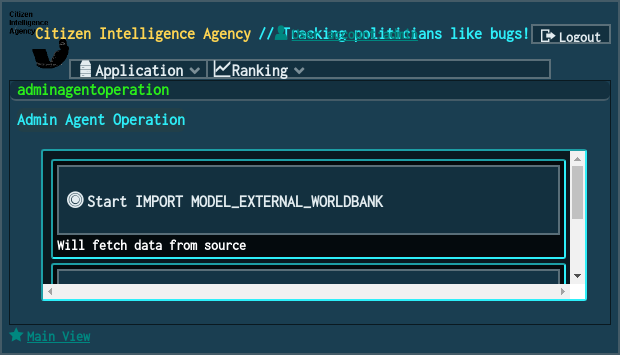 Citizen
Intelligence
Agency
Citizen Intelligence Agency // Tracking politicians like bugs!
Logout
Application
Ranking
adminagentoperation
Admin Agent Operation
Start IMPORT MODEL_EXTERNAL_WORLDBANK
Will fetch data from source
Main View